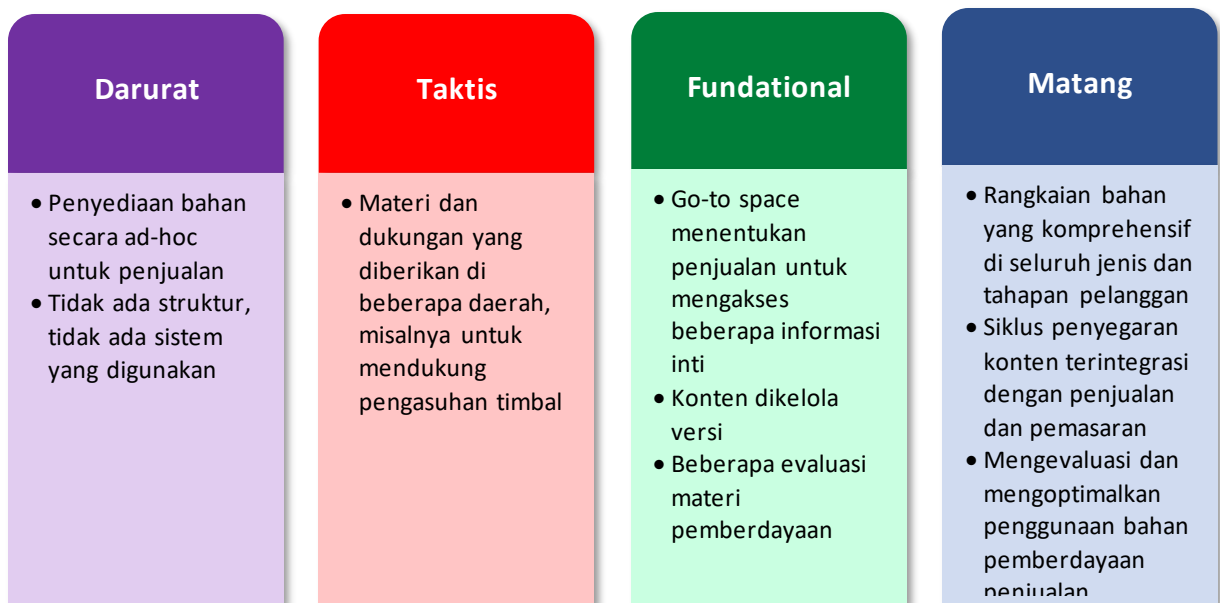 Darurat
• Penyediaan bahan
secara ad-hoc
untuk penjualan
• Tidak ada struktur,
tidak ada sistem
yang digunakan
Taktis
• Materi dan
dukungan yang
diberikan di
beberapa daerah,
misalnya untuk
mendukung
pengasuhan timbal
Fundational
• Go-to space
menentukan
penjualan untuk
mengakses
beberapa informasi
inti
• Konten dikelola
versi
• Beberapa evaluasi
materi
pemberdayaan
Matang
• Rangkaian bahan
yang komprehensif
di seluruh jenis dan
tahapan pelanggan
• Siklus penyegaran
konten terintegrasi
dengan penjualan
dan pemasaran
• Mengevaluasi dan
mengoptimalkan
penggunaan bahan
pemberdayaan
penjualan